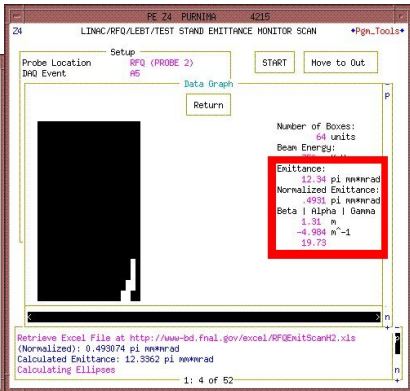 PE Z4 PURNIMA 4215
Z4 LINAC/RFQ/LEBT/TEST STAND EMITTANCE MONITOR SCAN ◆Pgm_Tools◆
Setup
Probe Location RFQ (PROBE 2)
DAQ Event A5
START
Move to Out
Data Graph
P
Return
Number of Boxes:
64 units
Beam Energy:
Emittance:
12.34 pi mm*mrad
Normalized Emittance:
.4931 pi mm*mrad
Beta | Alpha | Gamma
1.31 m
-4.984 m^-1
19.73
< > n
Retrieve Excel File at http://www-bd.fnal.gov/excel/RFQEmitScanH2.xls
(Normalized): 0.493074 pi mm*mrad
Calculated Emittance: 12.3362 pi mm*mrad
Calculating Ellipses n
1: 4 of 52